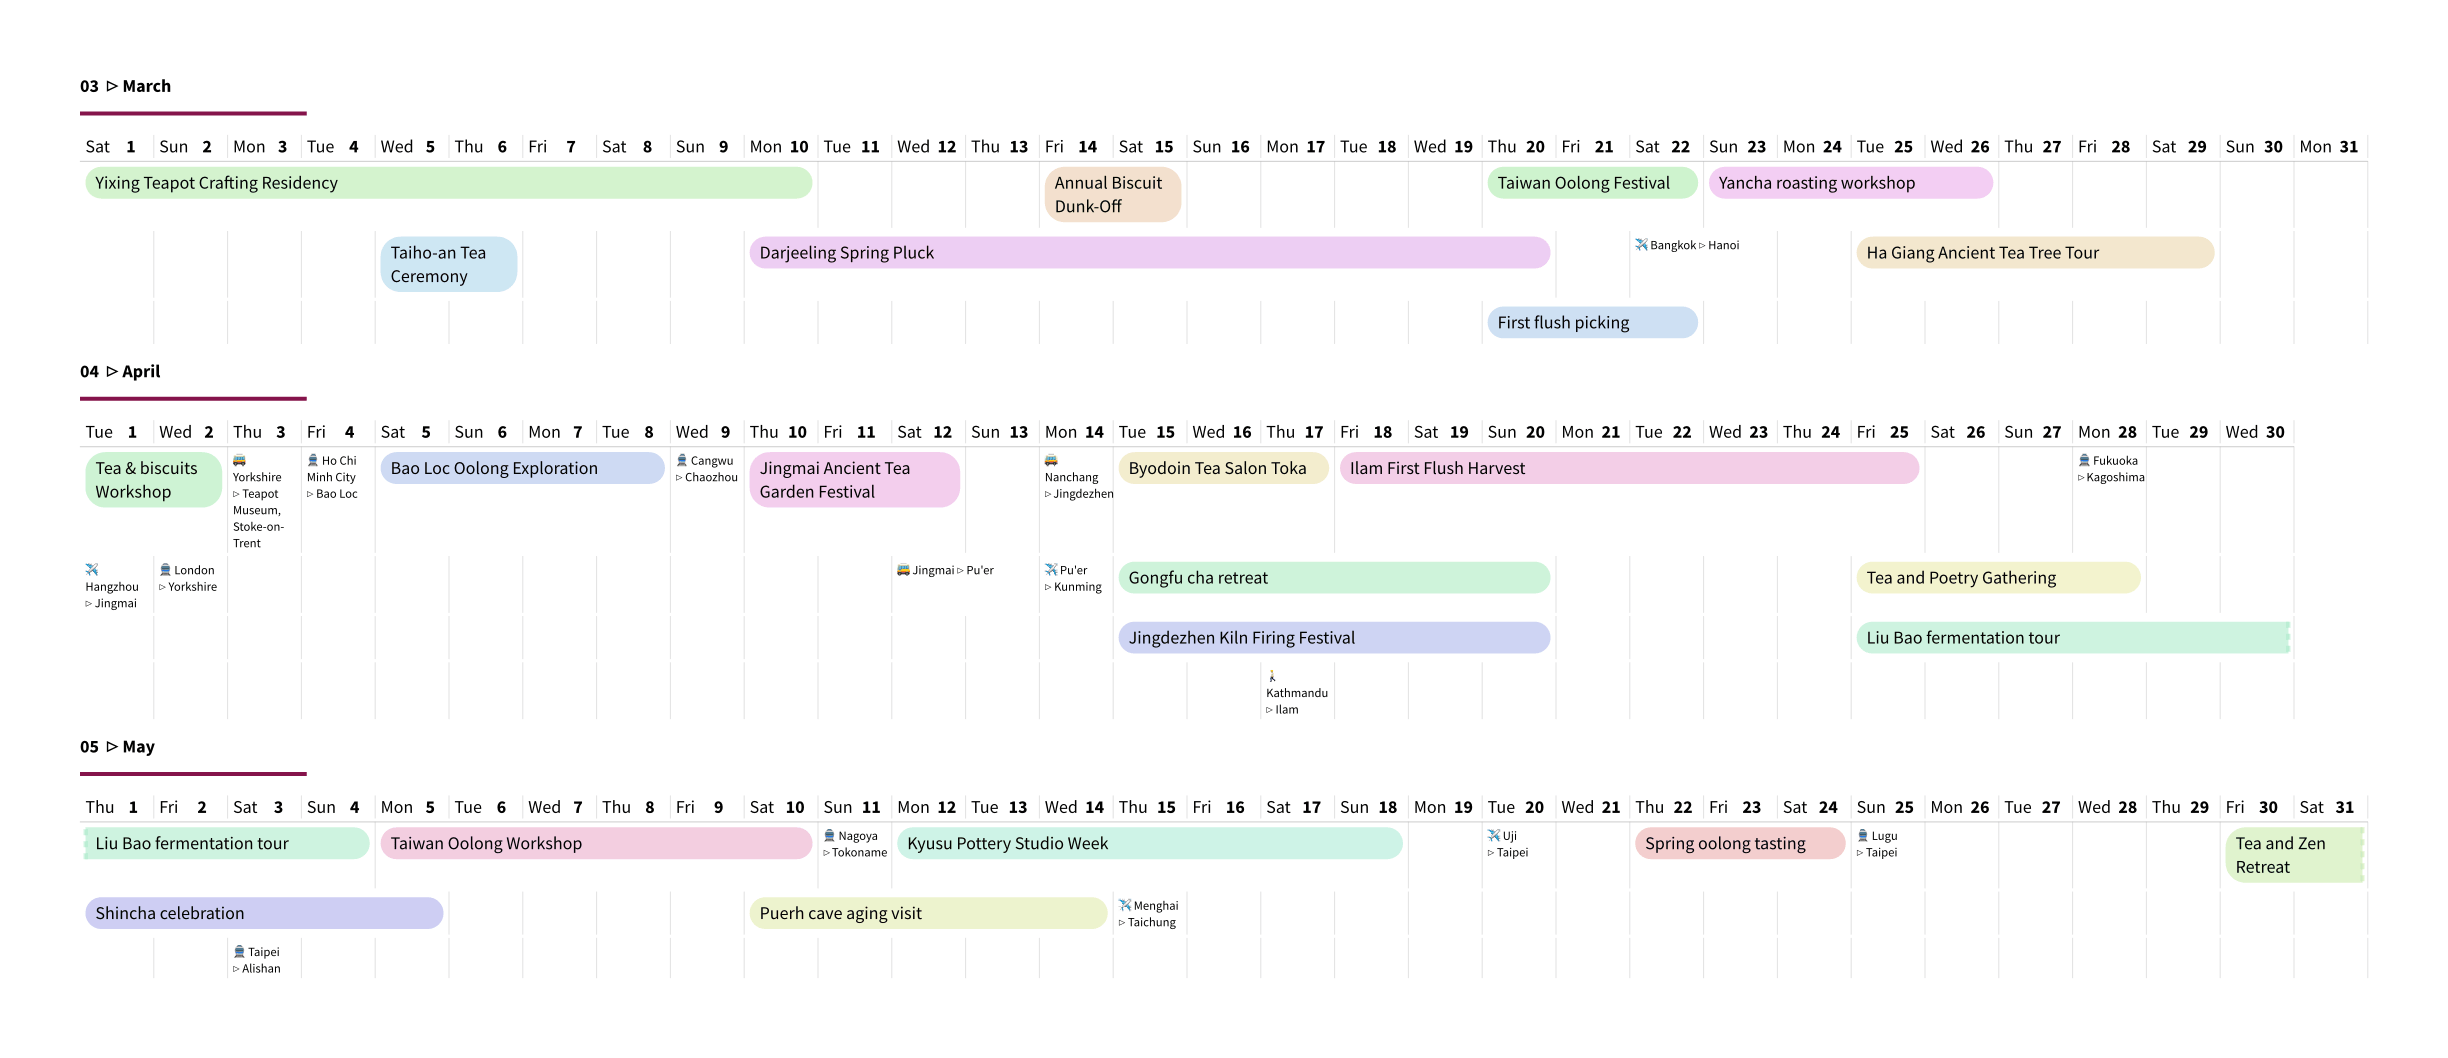 03 ▷ March
Sat 1 Sun 2 Mon 3 Tue 4 Wed 5 Thu 6 Fri 7 Sat 8 Sun 9 Mon 10 Tue 11 Wed 12 Thu 13 Fri 14 Sat 15 Sun 16 Mon 17 Tue 18 Wed 19 Thu 20 Fri 21 Sat 22 Sun 23 Mon 24 Tue 25 Wed 26 Thu 27 Fri 28 Sat 29 Sun 30 Mon 31
Yixing Teapot Crafting Residency
Annual Biscuit
Dunk-Off
Taiwan Oolong Festival
Yancha roasting workshop
Taiho-an Tea
Ceremony
Darjeeling Spring Pluck
✈️ Bangkok ▷ Hanoi
Ha Giang Ancient Tea Tree Tour
First flush picking
04 ▷ April
Tue 1 Wed 2 Thu 3 Fri 4 Sat 5 Sun 6 Mon 7 Tue 8 Wed 9 Thu 10 Fri 11 Sat 12 Sun 13 Mon 14 Tue 15 Wed 16 Thu 17 Fri 18 Sat 19 Sun 20 Mon 21 Tue 22 Wed 23 Thu 24 Fri 25 Sat 26 Sun 27 Mon 28 Tue 29 Wed 30
Tea & biscuits
Workshop
🚌
Yorkshire
▷ Teapot
Museum,
Stoke-on-
Trent
🚆 Ho Chi
Minh City
▷ Bao Loc
Bao Loc Oolong Exploration
🚆 Cangwu
▷ Chaozhou
Jingmai Ancient Tea
Garden Festival
🚌
Nanchang
▷ Jingdezhen
Byodoin Tea Salon Toka
Ilam First Flush Harvest
🚆 Fukuoka
▷ Kagoshima
✈️
Hangzhou
▷ Jingmai
🚆 London
▷ Yorkshire
🚌 Jingmai ▷ Pu'er
✈️ Pu'er
▷ Kunming
Gongfu cha retreat
Tea and Poetry Gathering
Jingdezhen Kiln Firing Festival
Liu Bao fermentation tour
🚶
Kathmandu
▷ Ilam
05 ▷ May
Thu 1 Fri 2 Sat 3 Sun 4 Mon 5 Tue 6 Wed 7 Thu 8 Fri 9 Sat 10 Sun 11 Mon 12 Tue 13 Wed 14 Thu 15 Fri 16 Sat 17 Sun 18 Mon 19 Tue 20 Wed 21 Thu 22 Fri 23 Sat 24 Sun 25 Mon 26 Tue 27 Wed 28 Thu 29 Fri 30 Sat 31
Liu Bao fermentation tour
Taiwan Oolong Workshop
🚆 Nagoya
▷ Tokoname
Kyusu Pottery Studio Week
✈️ Uji
▷ Taipei
Spring oolong tasting
🚆 Lugu
▷ Taipei
Tea and Zen
Retreat
Shincha celebration
Puerh cave aging visit
✈️ Menghai
▷ Taichung
🚆 Taipei
▷ Alishan